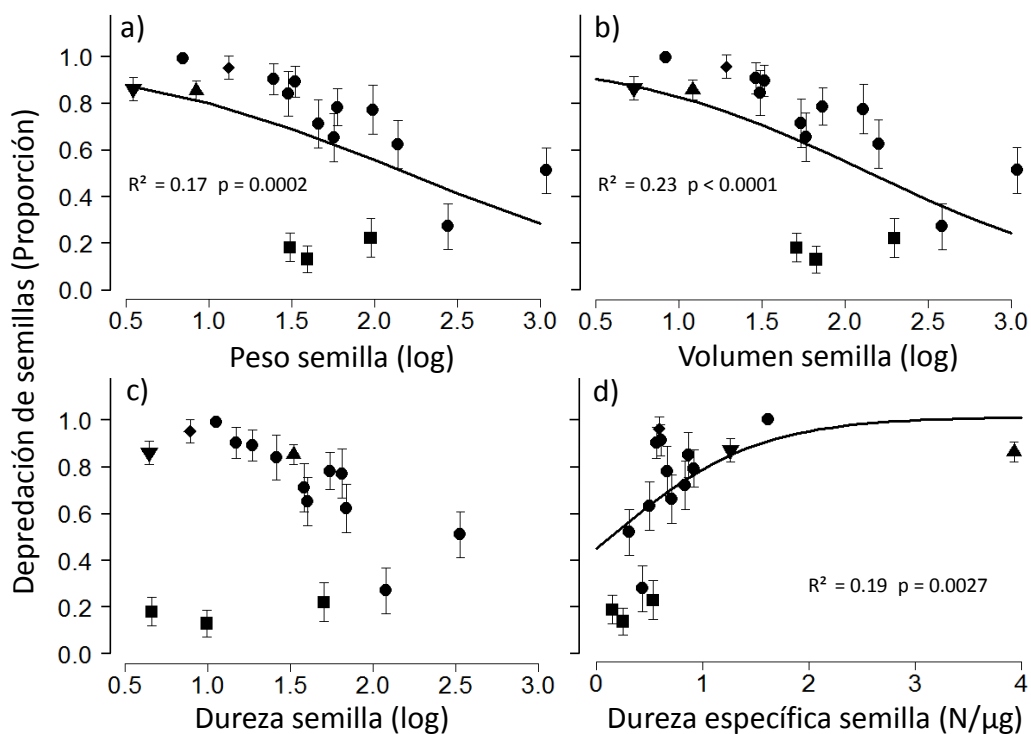 Depredación de semillas (Proporción)
a)
1.0
0.8
0.6
0.4
0.2
0.0
R² = 0.17 p = 0.0002
0.5 1.0 1.5 2.0 2.5 3.0
Peso semilla (log)
b)
R² = 0.23 p < 0.0001
0.5 1.0 1.5 2.0 2.5 3.0
Volumen semilla (log)
c)
1.0
0.8
0.6
0.4
0.2
0.0
0.5 1.0 1.5 2.0 2.5 3.0
Dureza semilla (log)
d)
R² = 0.19 p = 0.0027
0 1 2 3 4
Dureza específica semilla (N/µg)